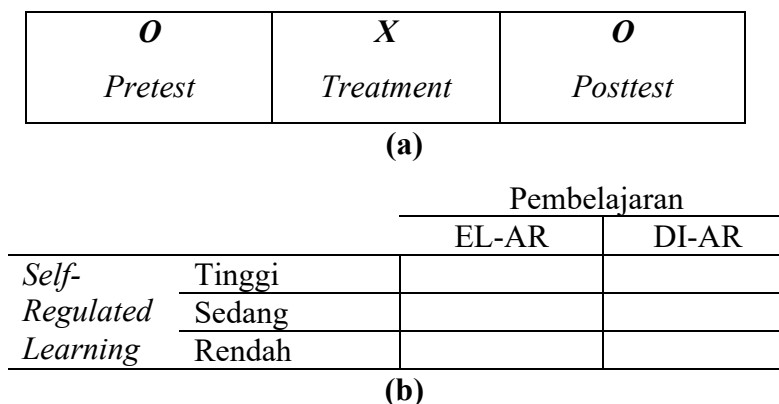 O X O
Pretest Treatment Posttest
(a)
Pembelajaran
EL-AR DI-AR
Self- Tinggi
Regulated Sedang
Learning Rendah
(b)